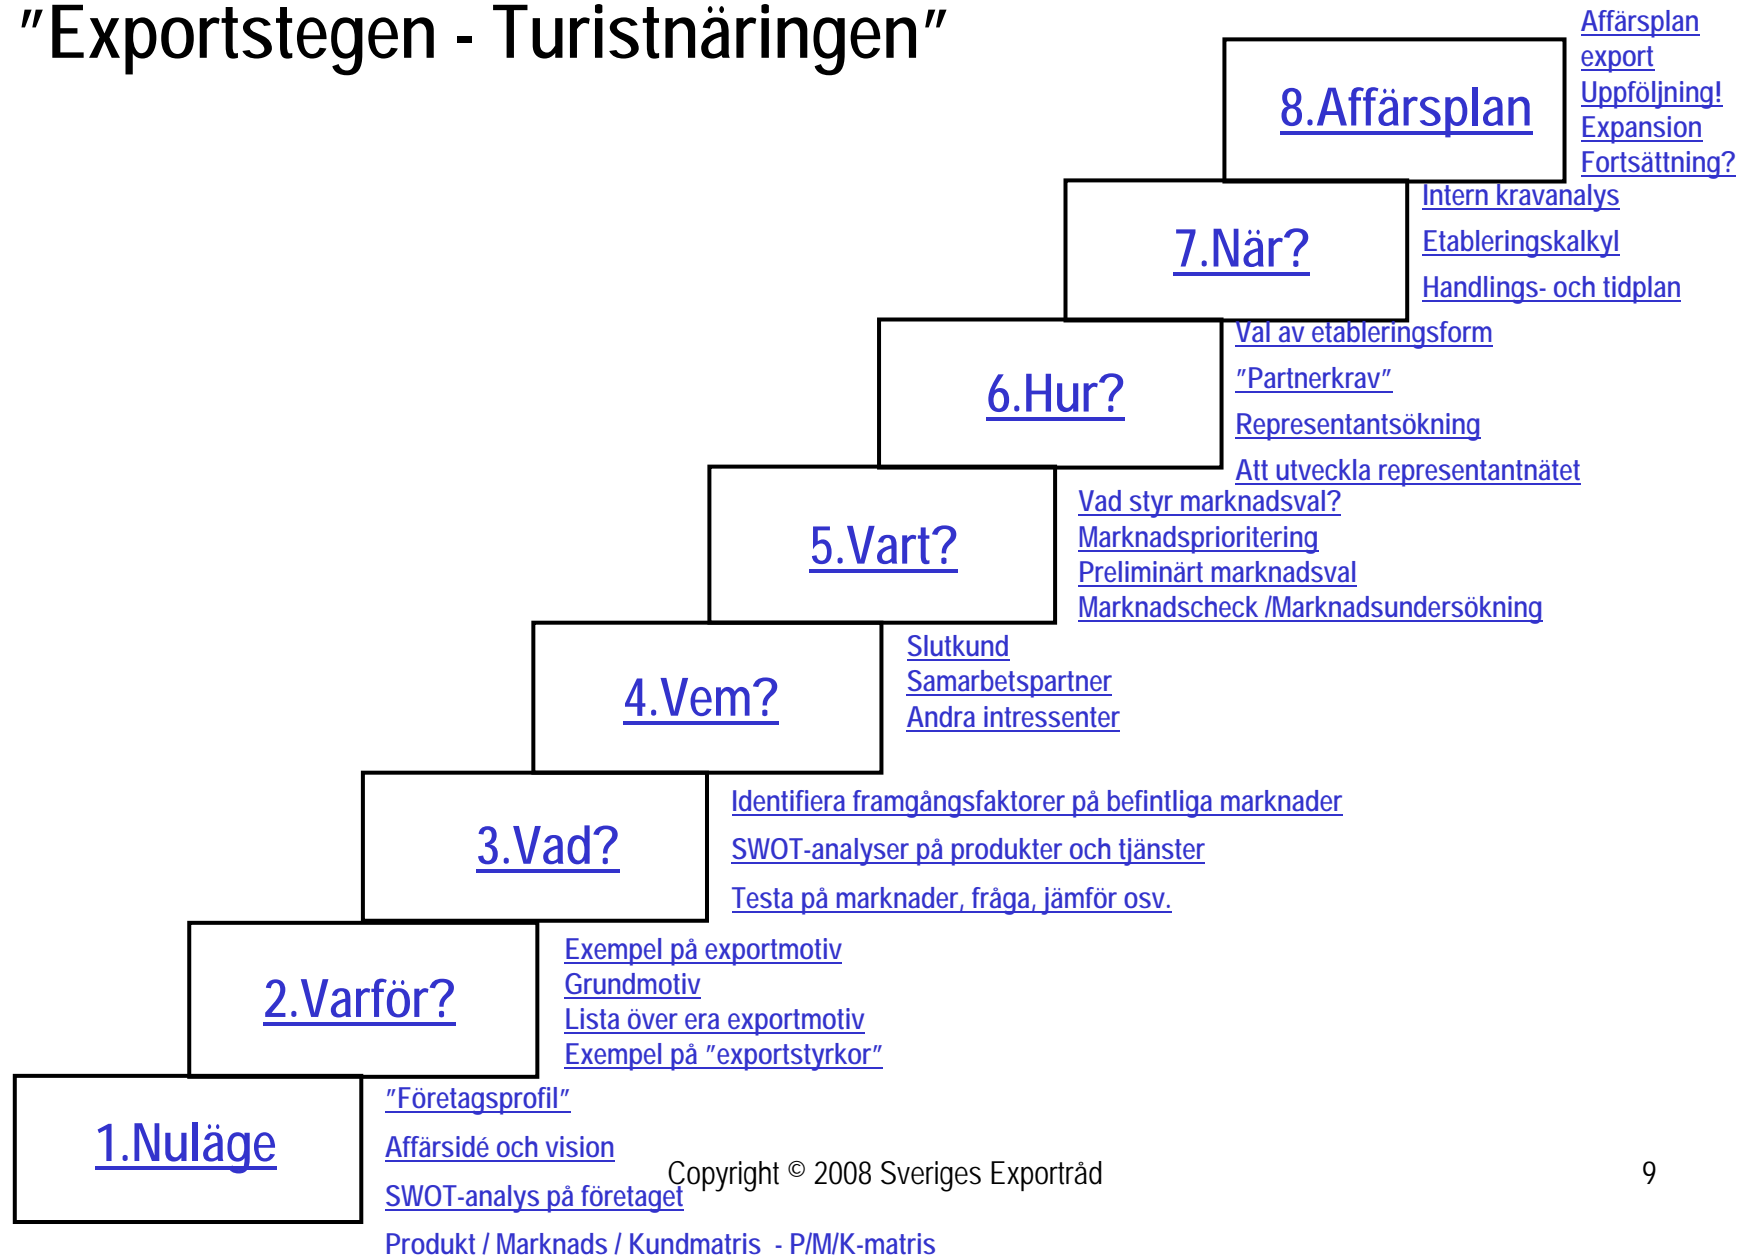 "Exportstegen - Turistnäringen"
8.Affärsplan
Affärsplan
export
Uppföljning!
Expansion
Fortsättning?
7.När?
Intern kravanalys
Etableringskalkyl
Handlings- och tidplan
6.Hur?
Val av etableringsform
"Partnerkrav"
Representantsökning
Att utveckla representantnätet
5.Vart?
Vad styr marknadsval?
Marknadsprioritering
Preliminärt marknadsval
Marknadscheck /Marknadsundersökning
4.Vem?
Slutkund
Samarbetspartner
Andra intressenter
3.Vad?
Identifiera framgångsfaktorer på befintliga marknader
SWOT-analyser på produkter och tjänster
Testa på marknader, fråga, jämför osv.
2.Varför?
Exempel på exportmotiv
Grundmotiv
Lista över era exportmotiv
Exempel på "exportstyrkor"
1.Nuläge
"Företagsprofil"
Affärsidé och vision
SWOT-analys på företaget
Produkt / Marknads / Kundmatris - P/M/K-matris
Copyright © 2008 Sveriges Exportråd
9